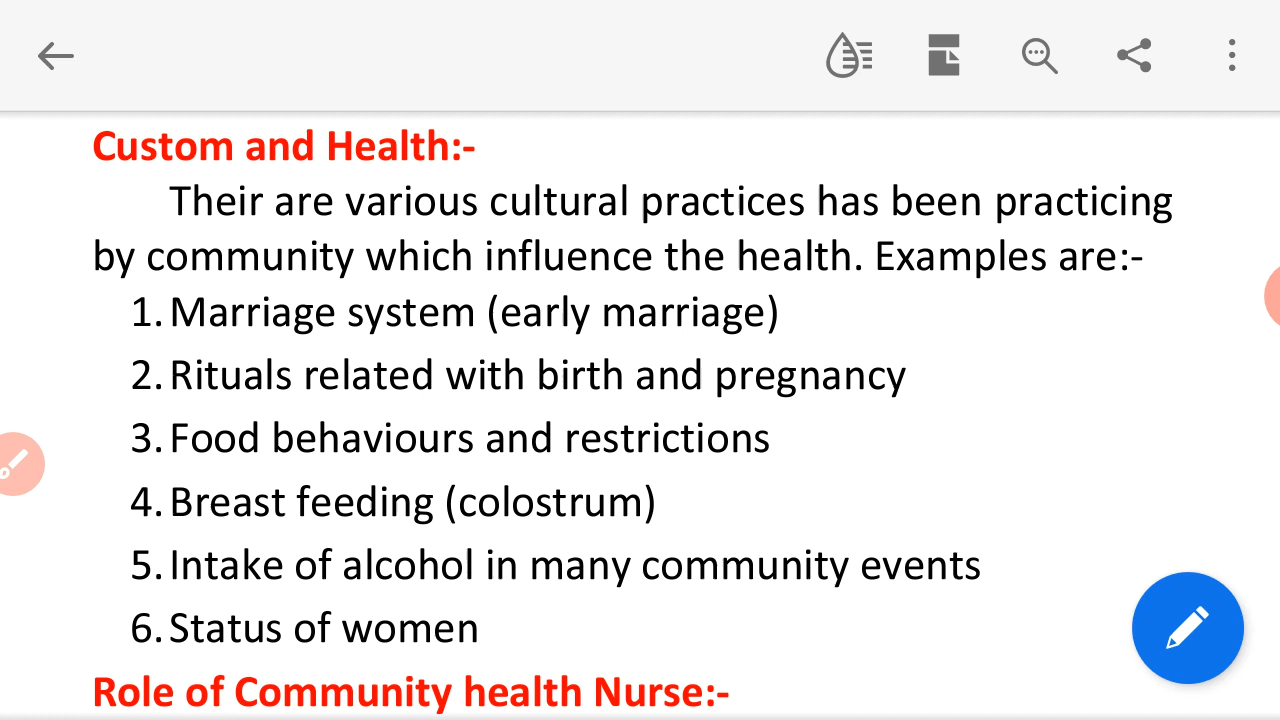 Custom and Health:-
Their are various cultural practices has been practicing
by community which influence the health. Examples are:-
1. Marriage system (early marriage)
2. Rituals related with birth and pregnancy
3. Food behaviours and restrictions
4. Breast feeding (colostrum)
5. Intake of alcohol in many community events
6. Status of women
Role of Community health Nurse:-